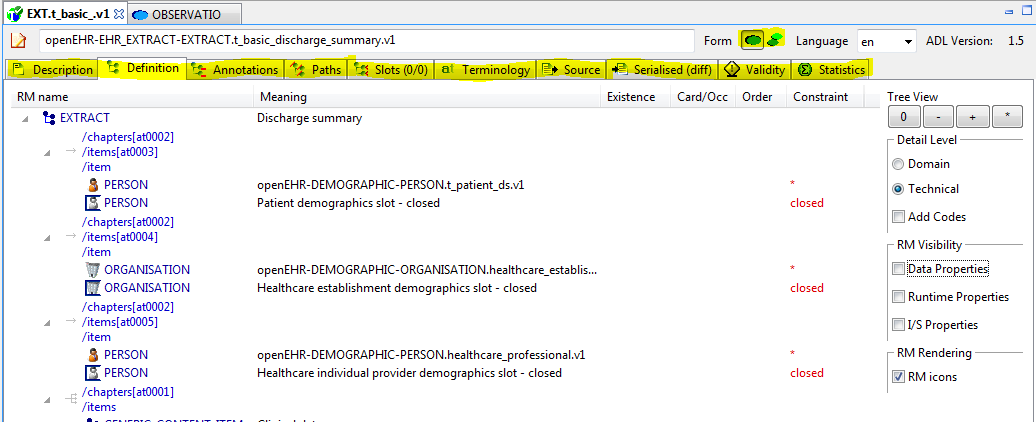 EXT.t_basic_.v1 OBSERVATIO
openEHR-EHR_EXTRACT-EXTRACT.t_basic_discharge_summary.v1 Form Language en ADL Version: 1.5
Description Definition Annotations Paths Slots (0/0) Terminology Source Serialised (diff) Validity Statistics
RM name Meaning Existence Card/Occ Order Constraint
EXTRACT Discharge summary
/chapters[at0002]
/items[at0003]
/item
PERSON openEHR-DEMOGRAPHIC-PERSON.t_patient_ds.v1 *
PERSON Patient demographics slot - closed closed
/chapters[at0002]
/items[at0004]
/item
ORGANISATION openEHR-DEMOGRAPHIC-ORGANISATION.healthcare_establis... *
ORGANISATION Healthcare establishment demographics slot - closed closed
/chapters[at0002]
/items[at0005]
/item
PERSON openEHR-DEMOGRAPHIC-PERSON.healthcare_professional.v1 *
PERSON Healthcare individual provider demographics slot - closed closed
/chapters[at0001]
/items
Tree View
0 - + *
Detail Level
Domain
Technical
Add Codes
RM Visibility
Data Properties
Runtime Properties
I/S Properties
RM Rendering
RM icons